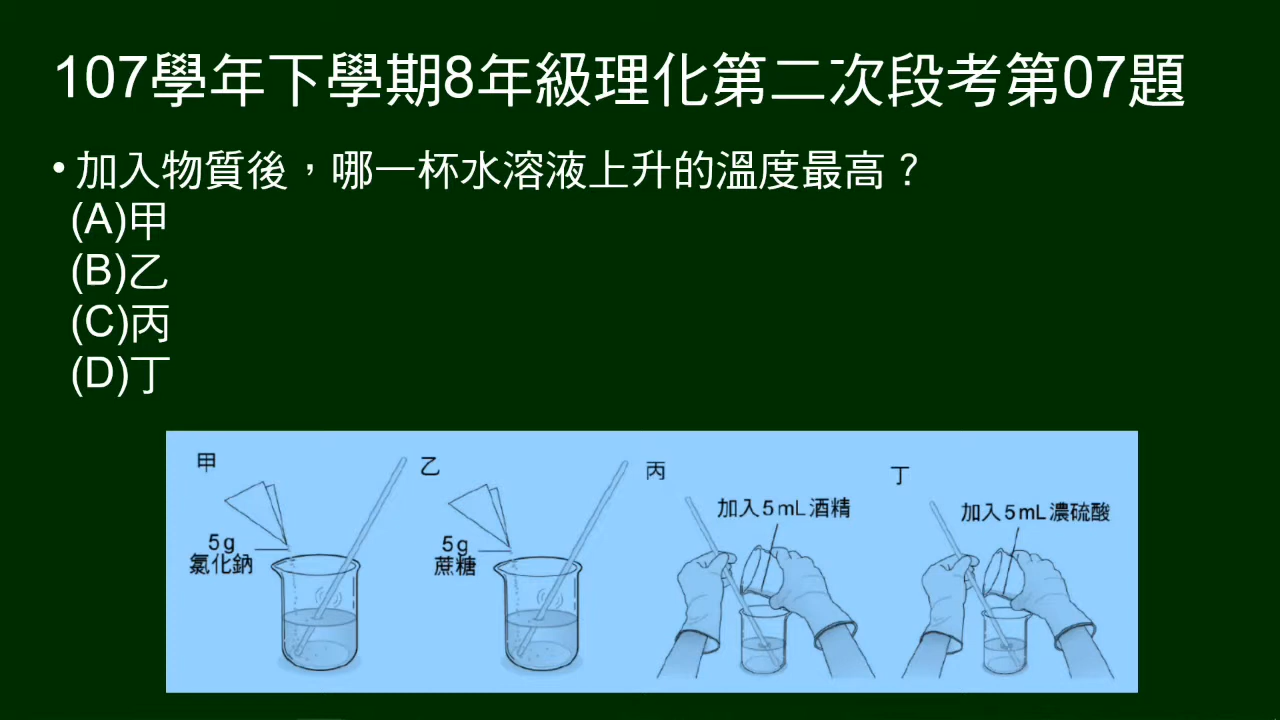 107學年下學期8年級理化第二次段考第07題
•加入物質後，哪一杯水溶液上升的溫度最高？
(A)甲
(B)乙
(C)丙
(D)丁
甲
5g
氯化鈉
乙
5g
蔗糖
丙
加入5mL酒精
丁
加入5mL濃硫酸